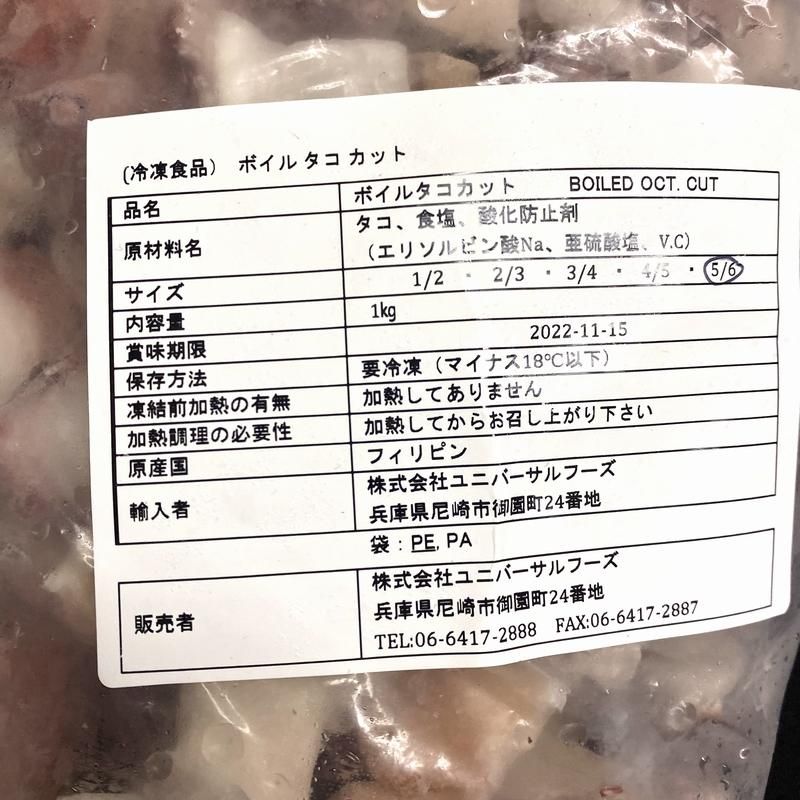 (冷凍食品) ボイルタコカット
品名 ボイルタコカット BOILED OCT. CUT
原材料名 タコ、食塩、酸化防止剤
(エリソルビン酸Na、亜硫酸塩、V.C)
サイズ 1/2 ・ 2/3 ・ 3/4 ・ 4/5 ・ 5/6
内容量 1kg
賞味期限 2022-11-15
保存方法 要冷凍（マイナス18℃以下）
凍結前加熱の有無 加熱してありません
加熱調理の必要性 加熱してからお召し上がり下さい
原産国 フィリピン
輸入者 株式会社ユニバーサルフーズ
兵庫県尼崎市御園町24番地
袋：PE, PA
販売者 株式会社ユニバーサルフーズ
兵庫県尼崎市御園町24番地
TEL:06-6417-2888 FAX:06-6417-2887